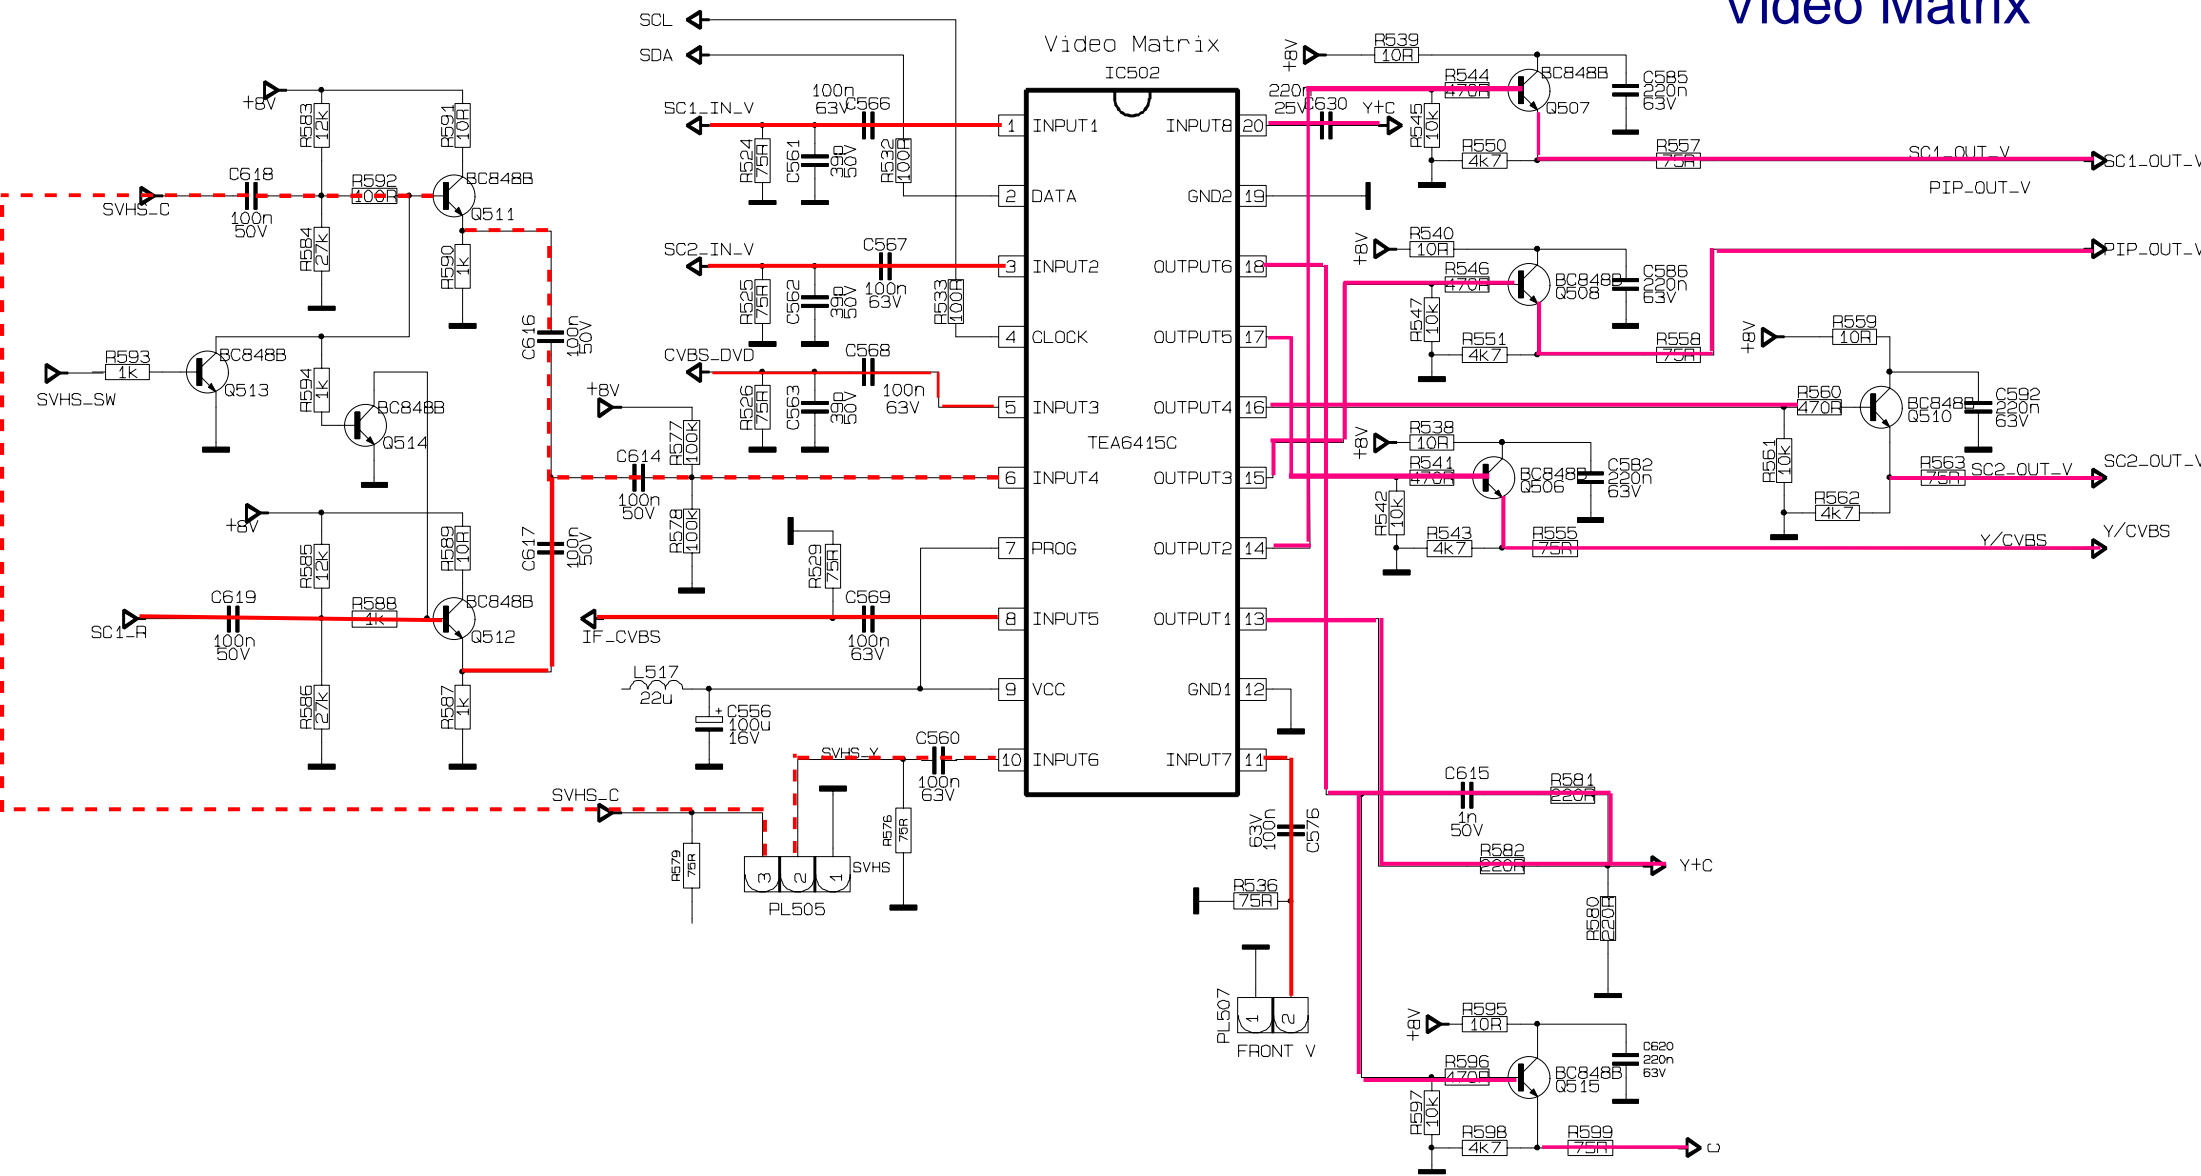 Video Matrix
SCL
SDA
Video Matrix
IC502
TEA6415C
1 INPUT1
2 DATA
3 INPUT2
4 CLOCK
5 INPUT3
6 INPUT4
7 PROG
8 INPUT5
9 VCC
10 INPUT6
INPUT8 20
GND2 19
OUTPUT6 18
OUTPUT5 17
OUTPUT4 16
OUTPUT3 15
OUTPUT2 14
OUTPUT1 13
GND1 12
INPUT7 11
+8V
R583 12K
R591 10R
C618 100n 50V
SVHS_C
R592 100R
BC848B
Q511
R584 27K
R590 1K
C616 100n 50V
R593 1K
SVHS_SW
BC848B
Q513
R594 1K
BC848B
Q514
+8V
R585 12K
R589 10R
C617 100n 50V
C619 100n 50V
SC1_R
R588 1K
BC848B
Q512
R586 27K
R587 1K
SC1_IN_V
100n 63V C566
R524 75R
C561 39p 50V
R532 100R
SC2_IN_V
C567 100n 63V
R525 75R
C562 39p 50V
R533 100R
CVBS_DVD
C568 100n 63V
R526 75R
C563 39p 50V
+8V
R577 100K
C614 100n 50V
R578 100K
R529 75R
IF_CVBS
C569 100n 63V
L517 22u
+ C556 100u 16V
SVHS_Y
C560 100n 63V
SVHS_C
R579 75R
R576 75R
3 2 1 SVHS
PL505
63V 100n C576
R536 75R
PL507
1 2
FRONT V
220n 25V C630 Y+C
+8V
R539 10R
R544 470R
BC848B
Q507
C585 220n 63V
R545 10K
R550 4K7
R557 75R
SC1_OUT_V
SC1_OUT_V
PIP_OUT_V
+8V
R540 10R
R546 470R
BC848B
Q508
C586 220n 63V
R547 10K
R551 4K7
R558 75R
PIP_OUT_V
+8V
R559 10R
R560 470R
BC848B
Q510
C592 220n 63V
R561 10K
R562 4K7
R563 75R
SC2_OUT_V
SC2_OUT_V
+8V
R538 10R
R541 470R
BC848B
Q506
C582 220n 63V
R542 10K
R543 4K7
R555 75R
Y/CVBS
Y/CVBS
C615 1n 50V
R581 220R
R582 220R
Y+C
R580 220R
+8V
R595 10R
R596 470R
BC848B
Q515
C620 220n 63V
R597 10K
R598 4K7
R599 75R
C